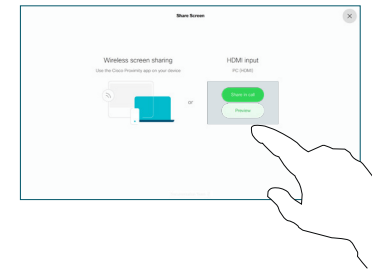 Share Screen
Wireless screen sharing
Use the Cisco Proximity app on your device
or
HDMI input
PC (HDMI)
Share in call
Preview